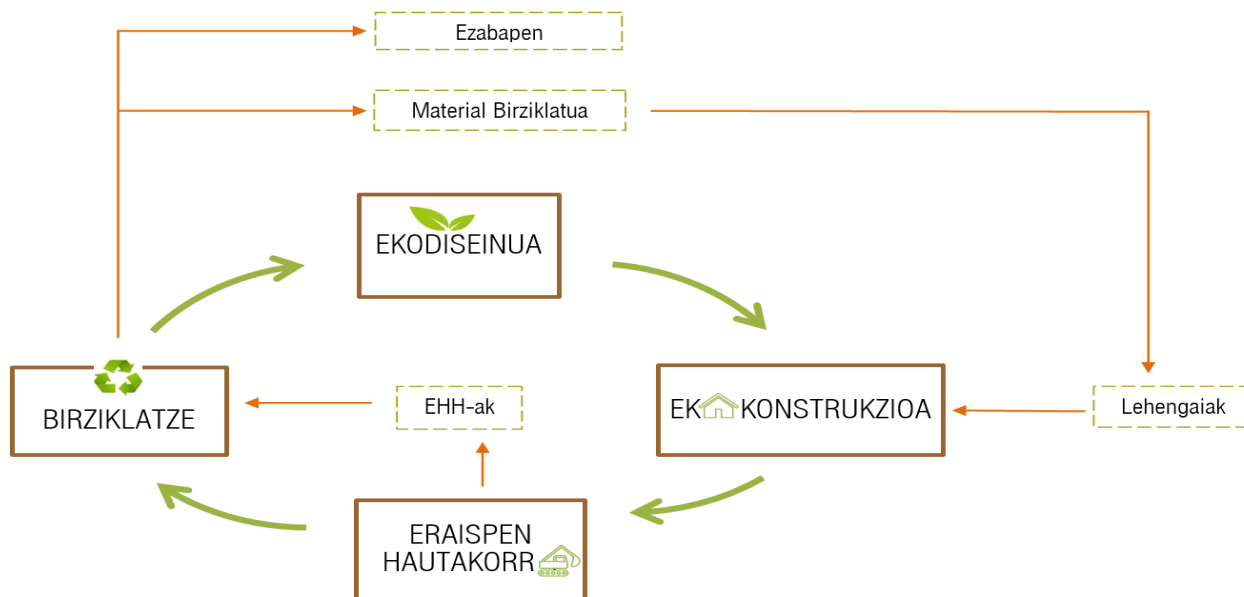 Ezabapen
Material Birziklatua
EKODISEINUA
BIRZIKLATZE
EHH-ak
EK KONSTRUKZIOA
Lehengaiak
ERAISPEN
HAUTAKORR